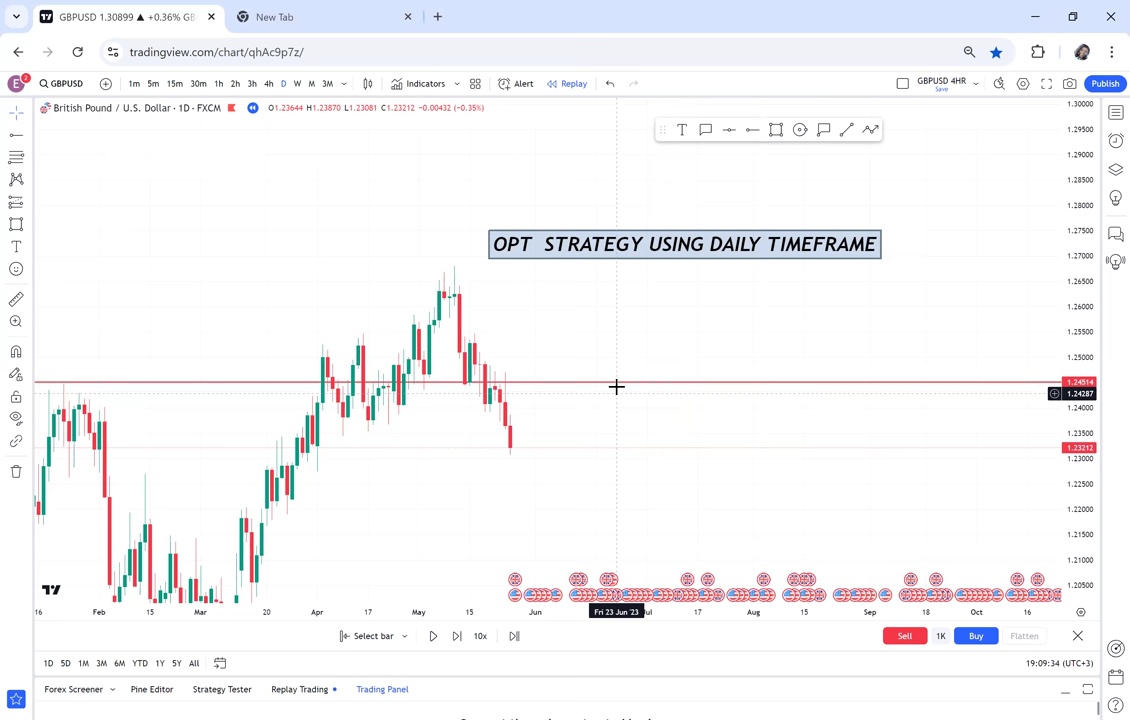 GBPUSD 1.30899 ▲ +0.36% GB
New Tab
tradingview.com/chart/qhAc9p7z/
E 2 GBPUSD 1m 5m 15m 30m 1h 2h 3h 4h D W M 3M Indicators Alert Replay GBPUSD 4HR Save Publish
British Pound / U.S. Dollar · 1D · FXCM O1.23644 H1.23870 L1.23081 C1.23212 −0.00432 (−0.35%)
OPT STRATEGY USING DAILY TIMEFRAME
1.30000
1.29500
1.29000
1.28500
1.28000
1.27500
1.27000
1.26500
1.26000
1.25500
1.25000
1.24514
1.24287
1.24000
1.23500
1.23212
1.23000
1.22500
1.22000
1.21500
1.21000
1.20500
16 Feb 15 Mar 20 Apr 17 May 15 Jun Fri 23 Jun '23 Jul 17 Aug 15 Sep 18 Oct 16
Select bar 10x Sell 1K Buy Flatten
1D 5D 1M 3M 6M YTD 1Y 5Y All 19:09:34 (UTC+3)
Forex Screener Pine Editor Strategy Tester Replay Trading Trading Panel